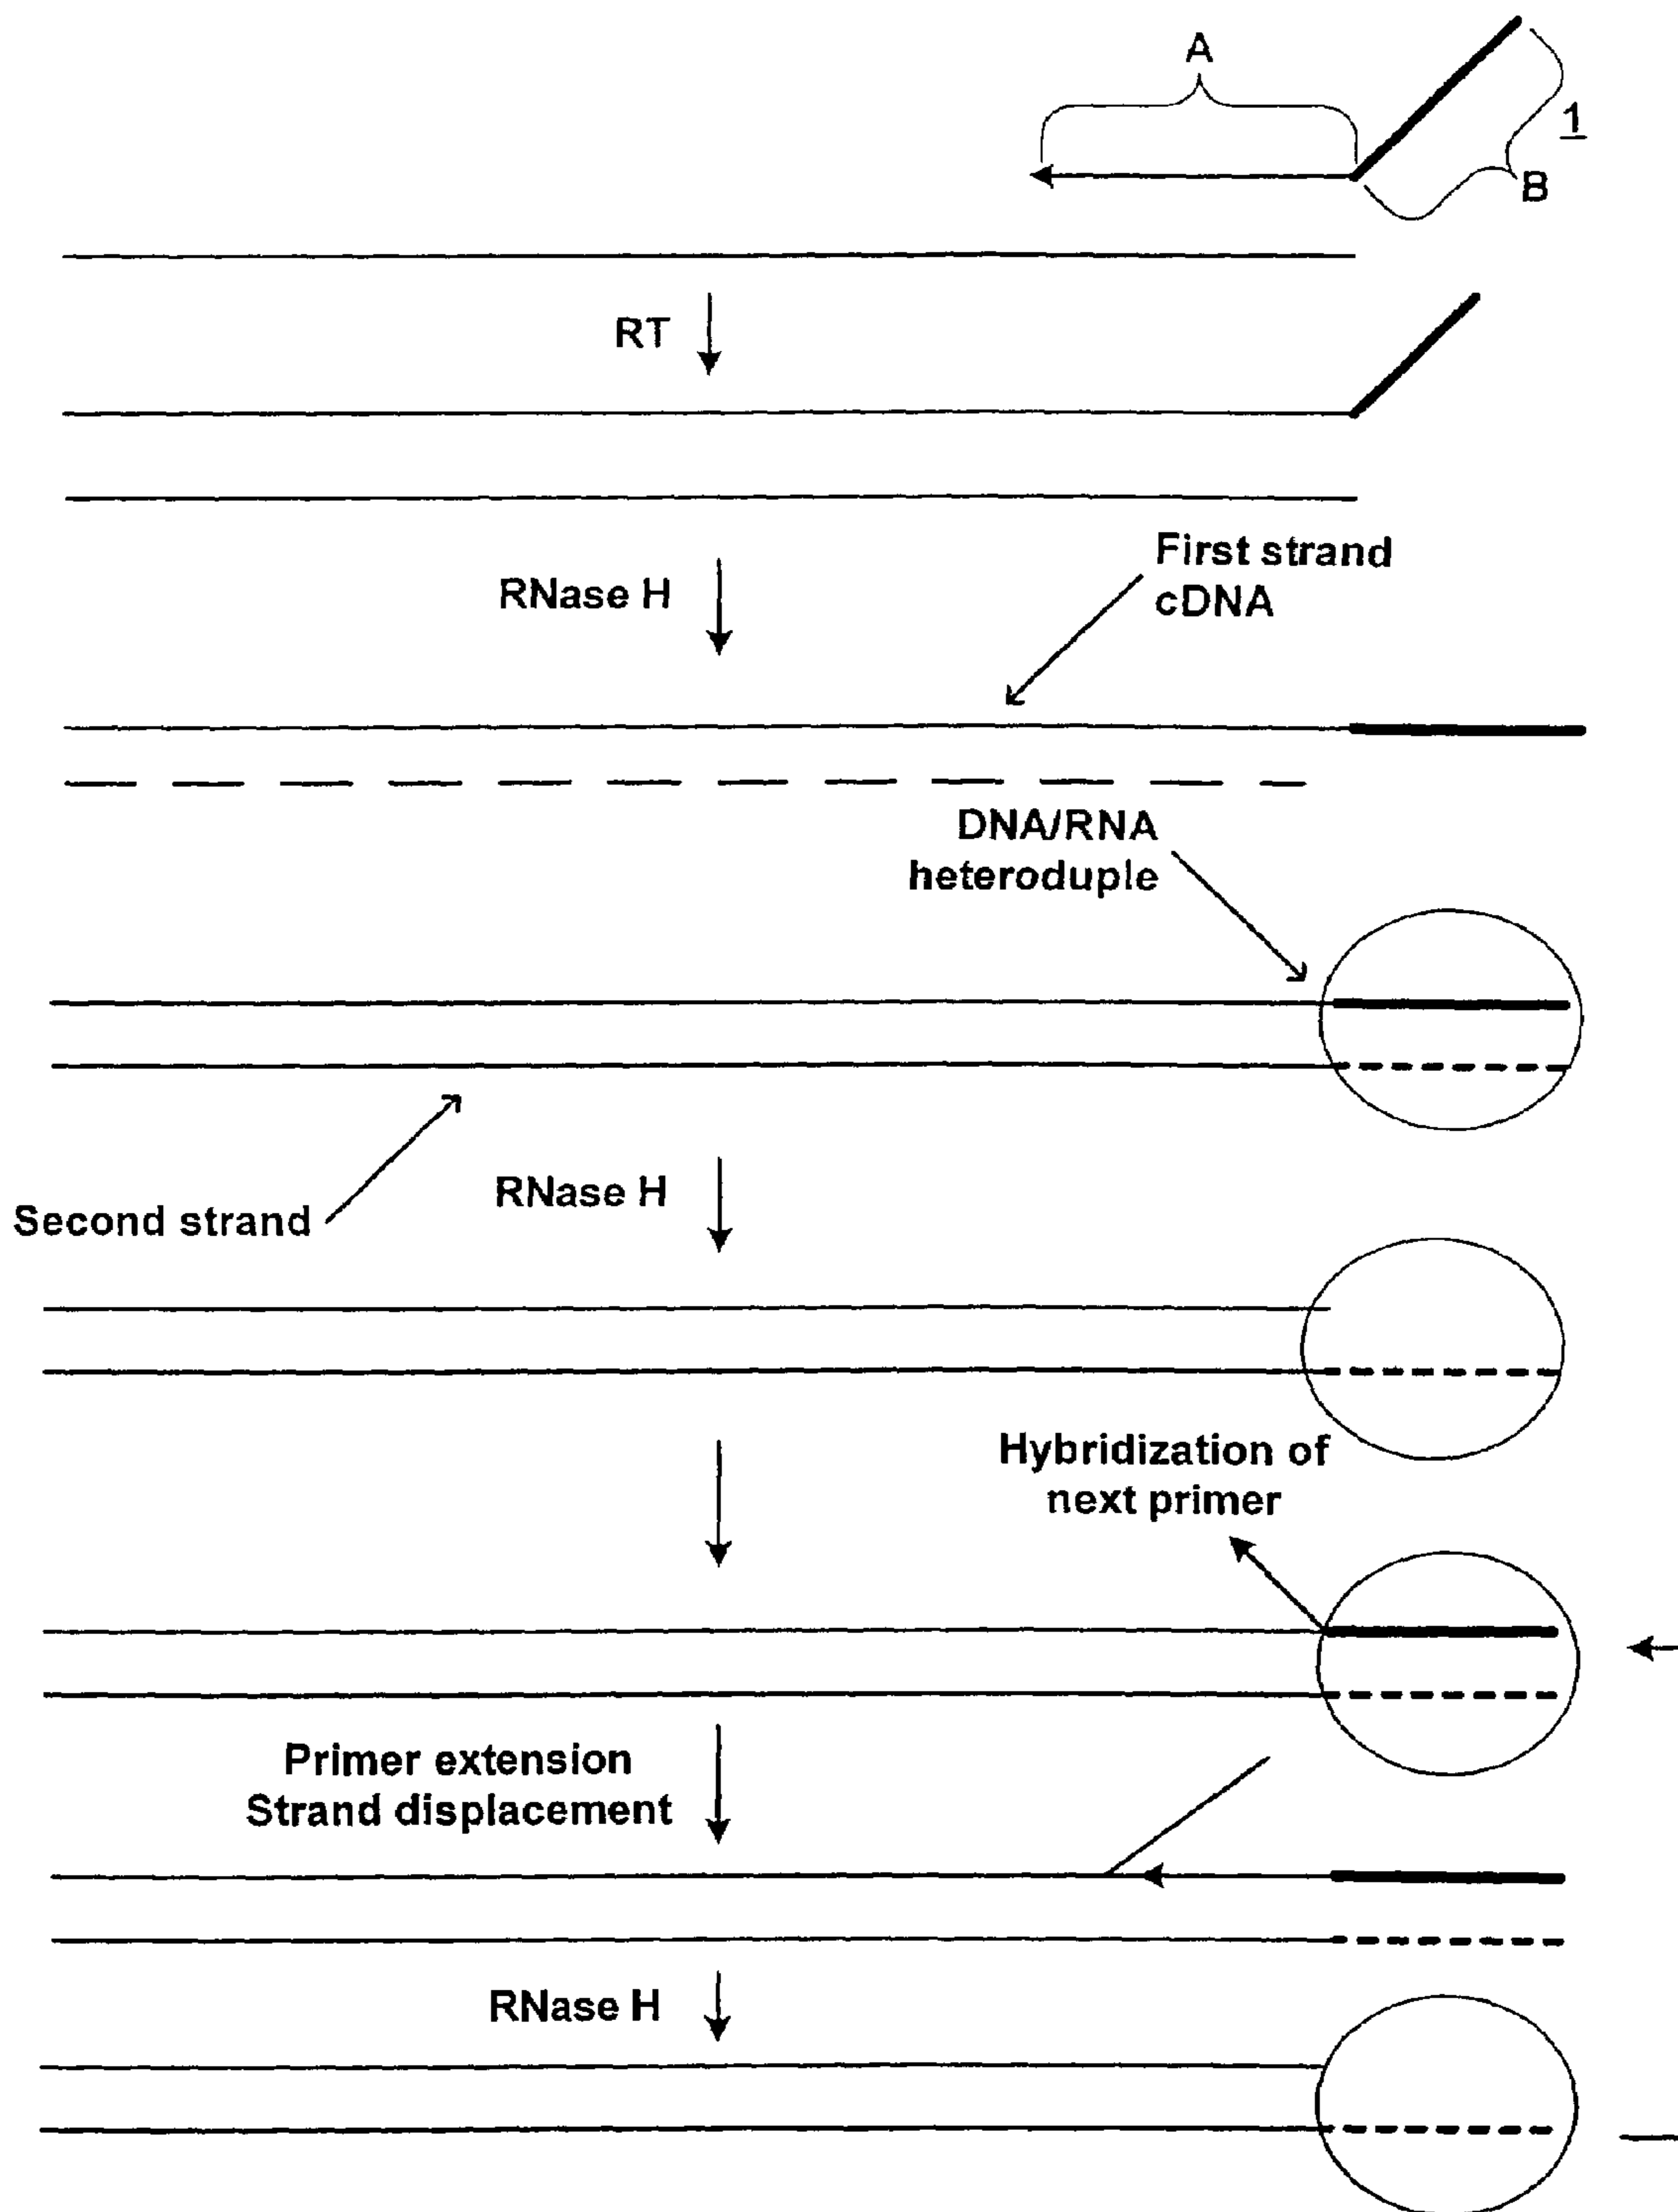 A
1
B
RT
First strand
cDNA
RNase H
DNA/RNA
heteroduple
RNase H
Second strand
Hybridization of
next primer
Primer extension
Strand displacement
RNase H